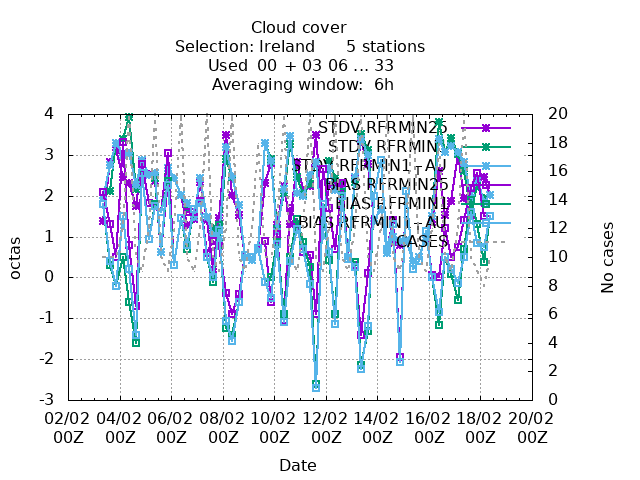 Cloud cover
Selection: Ireland 5 stations
Used 00 + 03 06 ... 33
Averaging window: 6h
STDV RFRMIN25
STDV RFRMIN1
STDV RFRMIN1-AU
BIAS RFRMIN25
BIAS RFRMIN1
BIAS RFRMIN1-AU
CASES
octas
4
3
2
1
0
-1
-2
-3
No cases
20
18
16
14
12
10
8
6
4
2
0
02/02 04/02 06/02 08/02 10/02 12/02 14/02 16/02 18/02 20/02
00Z 00Z 00Z 00Z 00Z 00Z 00Z 00Z 00Z 00Z
Date